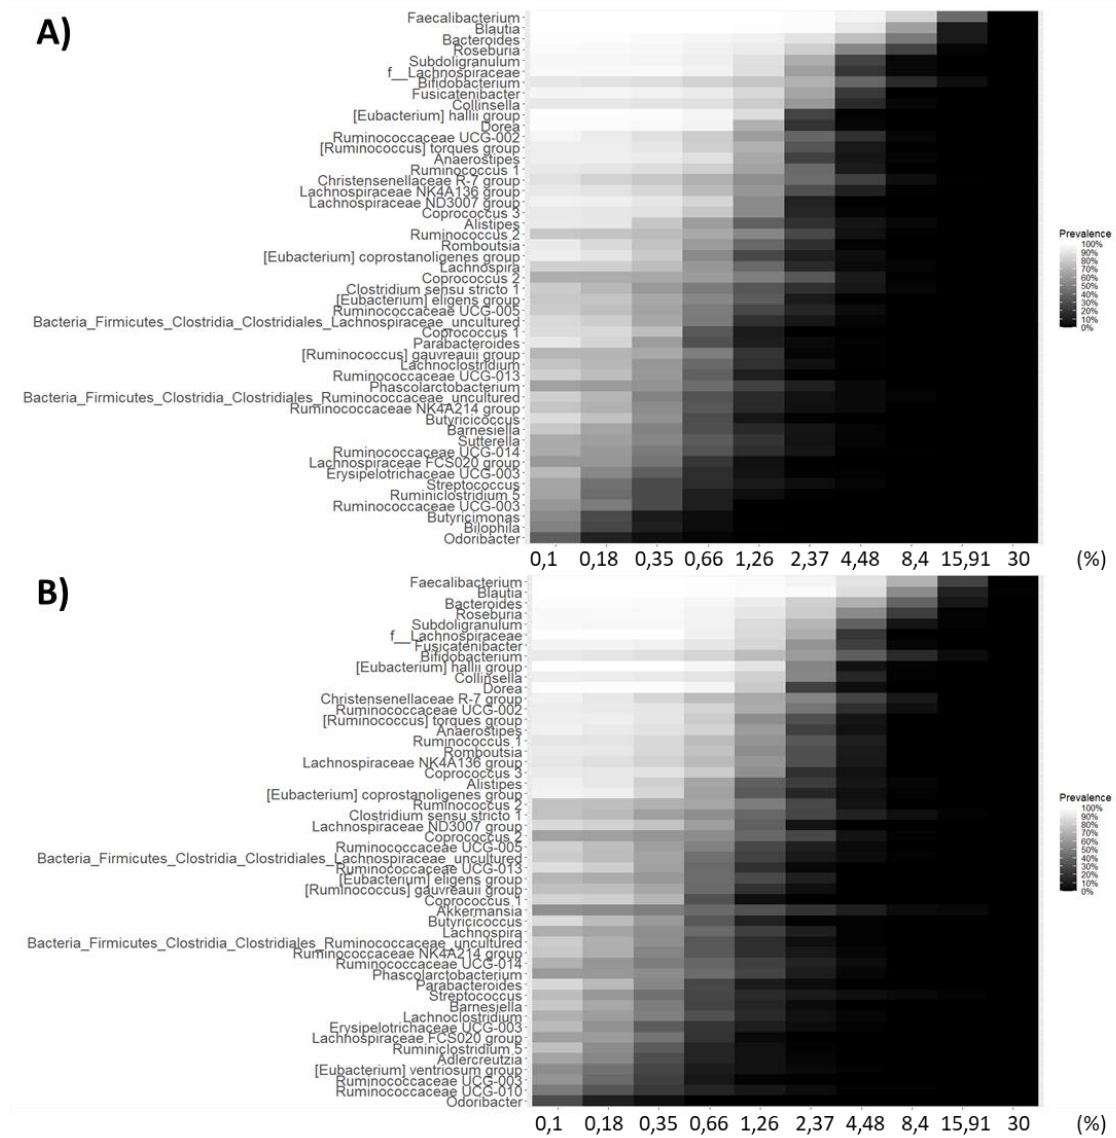 A)
Faecalibacterium
Blautia
Bacteroides
Roseburia
Subdoligranulum
f__Lachnospiraceae
Bifidobacterium
Fusicatenibacter
Collinsella
[Eubacterium] hallii group
Dorea
Ruminococcaceae UCG-002
[Ruminococcus] torques group
Anaerostipes
Ruminococcus 1
Christensenellaceae R-7 group
Lachnospiraceae NK4A136 group
Lachnospiraceae ND3007 group
Coprococcus 3
Alistipes
Ruminococcus 2
Romboutsia
[Eubacterium] coprostanoligenes group
Lachnospira
Coprococcus 2
Clostridium sensu stricto 1
[Eubacterium] eligens group
Ruminococcaceae UCG-005
Bacteria_Firmicutes_Clostridia_Clostridiales_Lachnospiraceae_uncultured
Coprococcus 1
Parabacteroides
[Ruminococcus] gauvreauii group
Lachnoclostridium
Ruminococcaceae UCG-013
Phascolarctobacterium
Bacteria_Firmicutes_Clostridia_Clostridiales_Ruminococcaceae_uncultured
Ruminococcaceae NK4A214 group
Butyricicoccus
Barnesiella
Sutterella
Ruminococcaceae UCG-014
Lachnospiraceae FCS020 group
Erysipelotrichaceae UCG-003
Streptococcus
Ruminiclostridium 5
Ruminococcaceae UCG-003
Butyricimonas
Bilophila
Odoribacter
0,1 0,18 0,35 0,66 1,26 2,37 4,48 8,4 15,91 30 (%)
Prevalence
100%
90%
80%
70%
60%
50%
40%
30%
20%
10%
0%
B)
Faecalibacterium
Blautia
Bacteroides
Roseburia
Subdoligranulum
f__Lachnospiraceae
Fusicatenibacter
Bifidobacterium
[Eubacterium] hallii group
Collinsella
Dorea
Christensenellaceae R-7 group
Ruminococcaceae UCG-002
[Ruminococcus] torques group
Anaerostipes
Ruminococcus 1
Romboutsia
Lachnospiraceae NK4A136 group
Coprococcus 3
Alistipes
[Eubacterium] coprostanoligenes group
Ruminococcus 2
Clostridium sensu stricto 1
Lachnospiraceae ND3007 group
Coprococcus 2
Ruminococcaceae UCG-005
Bacteria_Firmicutes_Clostridia_Clostridiales_Lachnospiraceae_uncultured
Ruminococcaceae UCG-013
[Eubacterium] eligens group
[Ruminococcus] gauvreauii group
Coprococcus 1
Akkermansia
Butyricicoccus
Lachnospira
Bacteria_Firmicutes_Clostridia_Clostridiales_Ruminococcaceae_uncultured
Ruminococcaceae NK4A214 group
Ruminococcaceae UCG-014
Phascolarctobacterium
Parabacteroides
Streptococcus
Barnesiella
Lachnoclostridium
Erysipelotrichaceae UCG-003
Lachnospiraceae FCS020 group
Ruminiclostridium 5
Adlercreutzia
[Eubacterium] ventriosum group
Ruminococcaceae UCG-003
Ruminococcaceae UCG-010
Odoribacter
0,1 0,18 0,35 0,66 1,26 2,37 4,48 8,4 15,91 30 (%)
Prevalence
100%
90%
80%
70%
60%
50%
40%
30%
20%
10%
0%